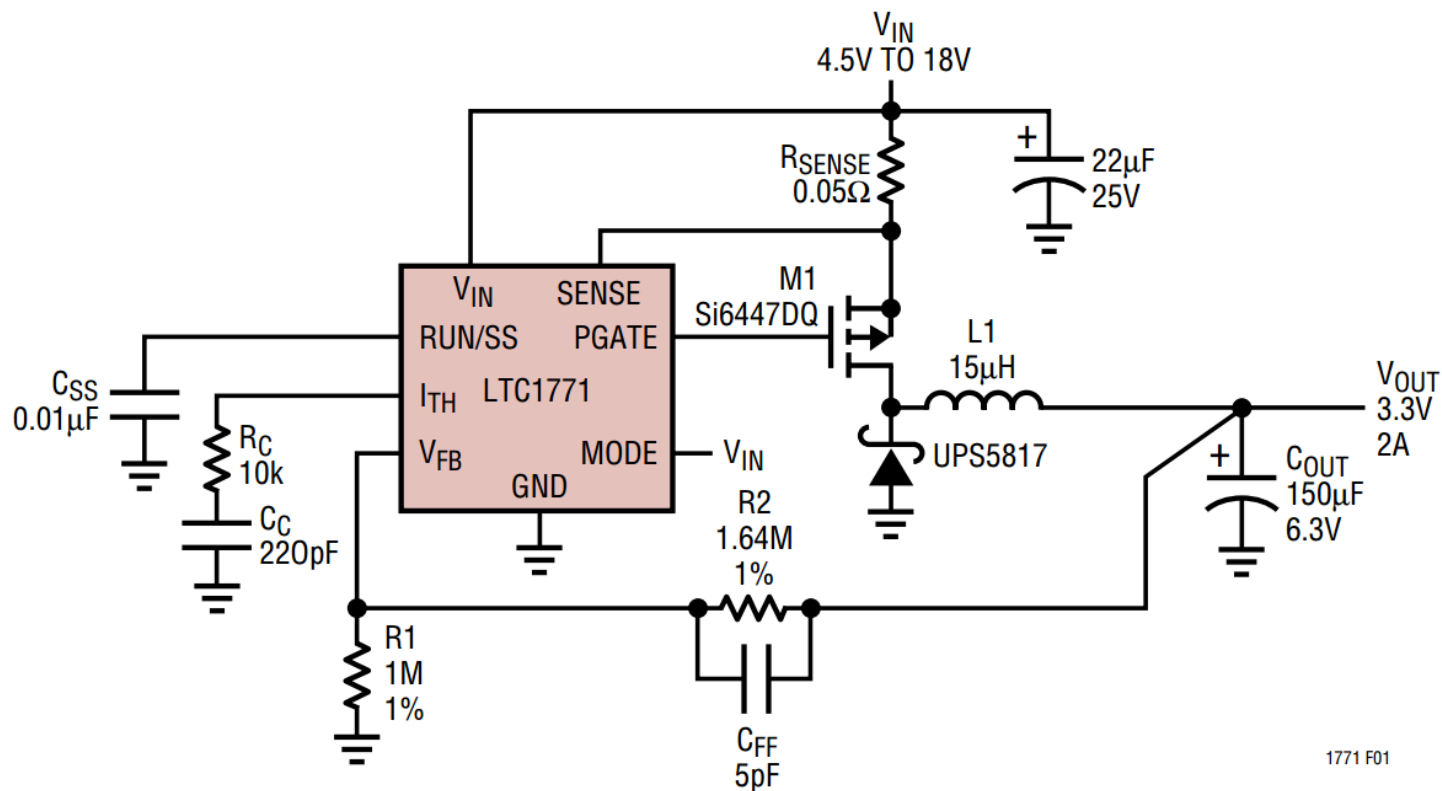 VIN
4.5V TO 18V
RSENSE
0.05Ω
+
22µF
25V
M1
Si6447DQ
VIN
SENSE
RUN/SS
PGATE
ITH
LTC1771
VFB
MODE
GND
VIN
CSS
0.01µF
RC
10k
CC
220pF
L1
15µH
UPS5817
VOUT
3.3V
2A
+
COUT
150µF
6.3V
R2
1.64M
1%
R1
1M
1%
CFF
5pF
1771 F01